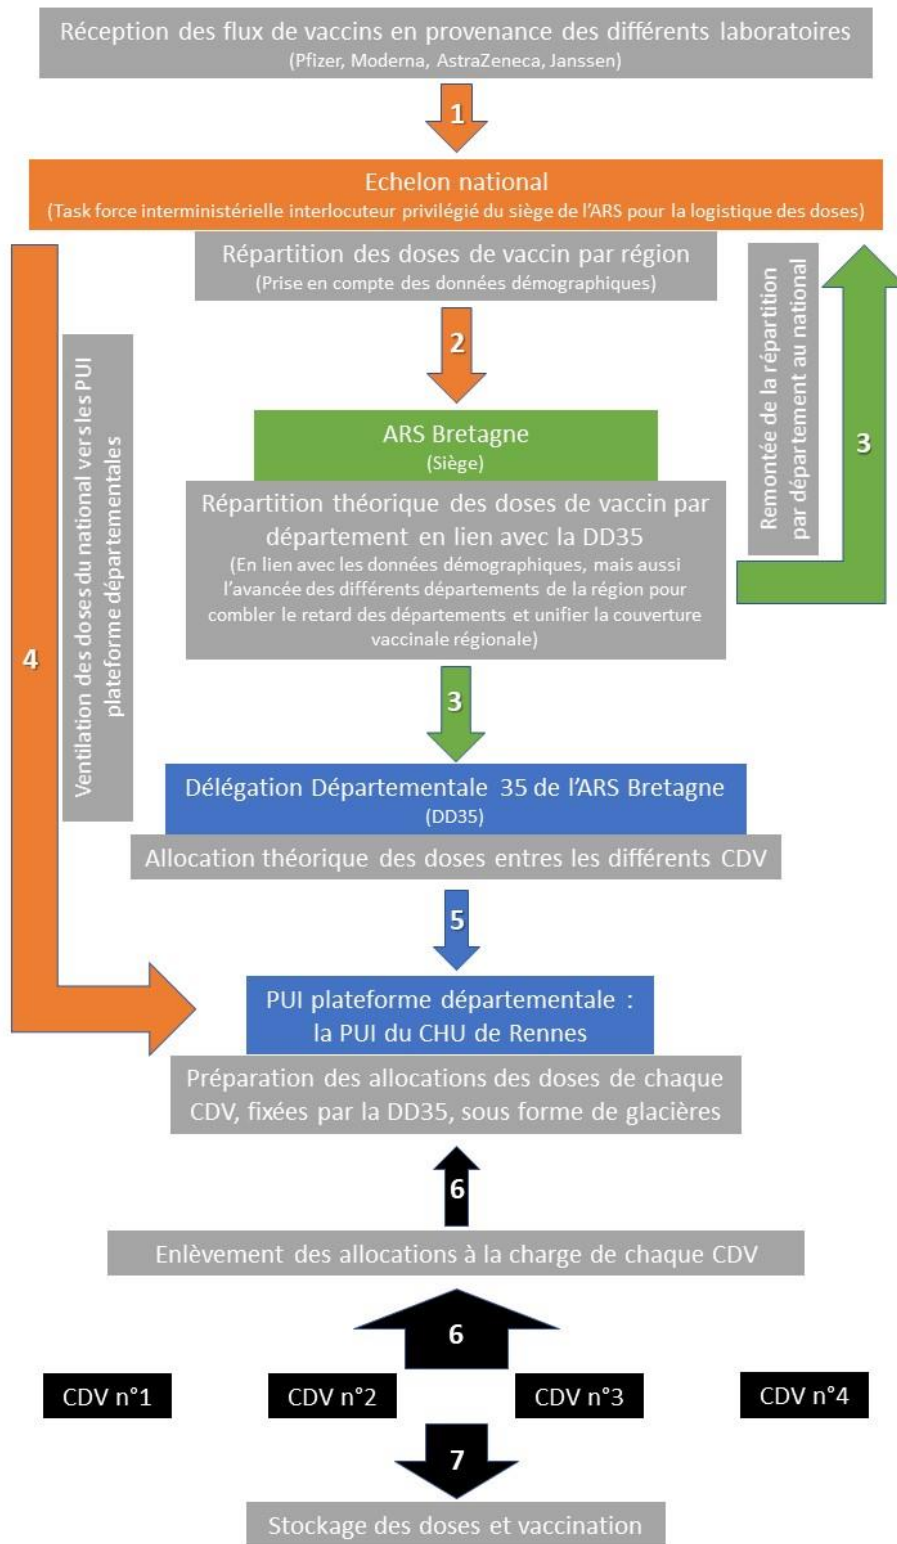 Réception des flux de vaccins en provenance des différents laboratoires
(Pfizer, Moderna, AstraZeneca, Janssen)
1
Echelon national
(Task force interministérielle interlocuteur privilégié du siège de l'ARS pour la logistique des doses)
Répartition des doses de vaccin par région
(Prise en compte des données démographiques)
2
ARS Bretagne
(Siège)
Répartition théorique des doses de vaccin par
département en lien avec la DD35
(En lien avec les données démographiques, mais aussi
l'avancée des différents départements de la région pour
combler le retard des départements et unifier la couverture
vaccinale régionale)
Remontée de la répartition
par département au national
3
4
Ventilation des doses du national vers les PUI
plateforme départementales
3
Délégation Départementale 35 de l'ARS Bretagne
(DD35)
Allocation théorique des doses entres les différents CDV
5
PUI plateforme départementale :
la PUI du CHU de Rennes
Préparation des allocations des doses de chaque
CDV, fixées par la DD35, sous forme de glacières
6
Enlèvement des allocations à la charge de chaque CDV
6
CDV n°1 CDV n°2 CDV n°3 CDV n°4
7
Stockage des doses et vaccination